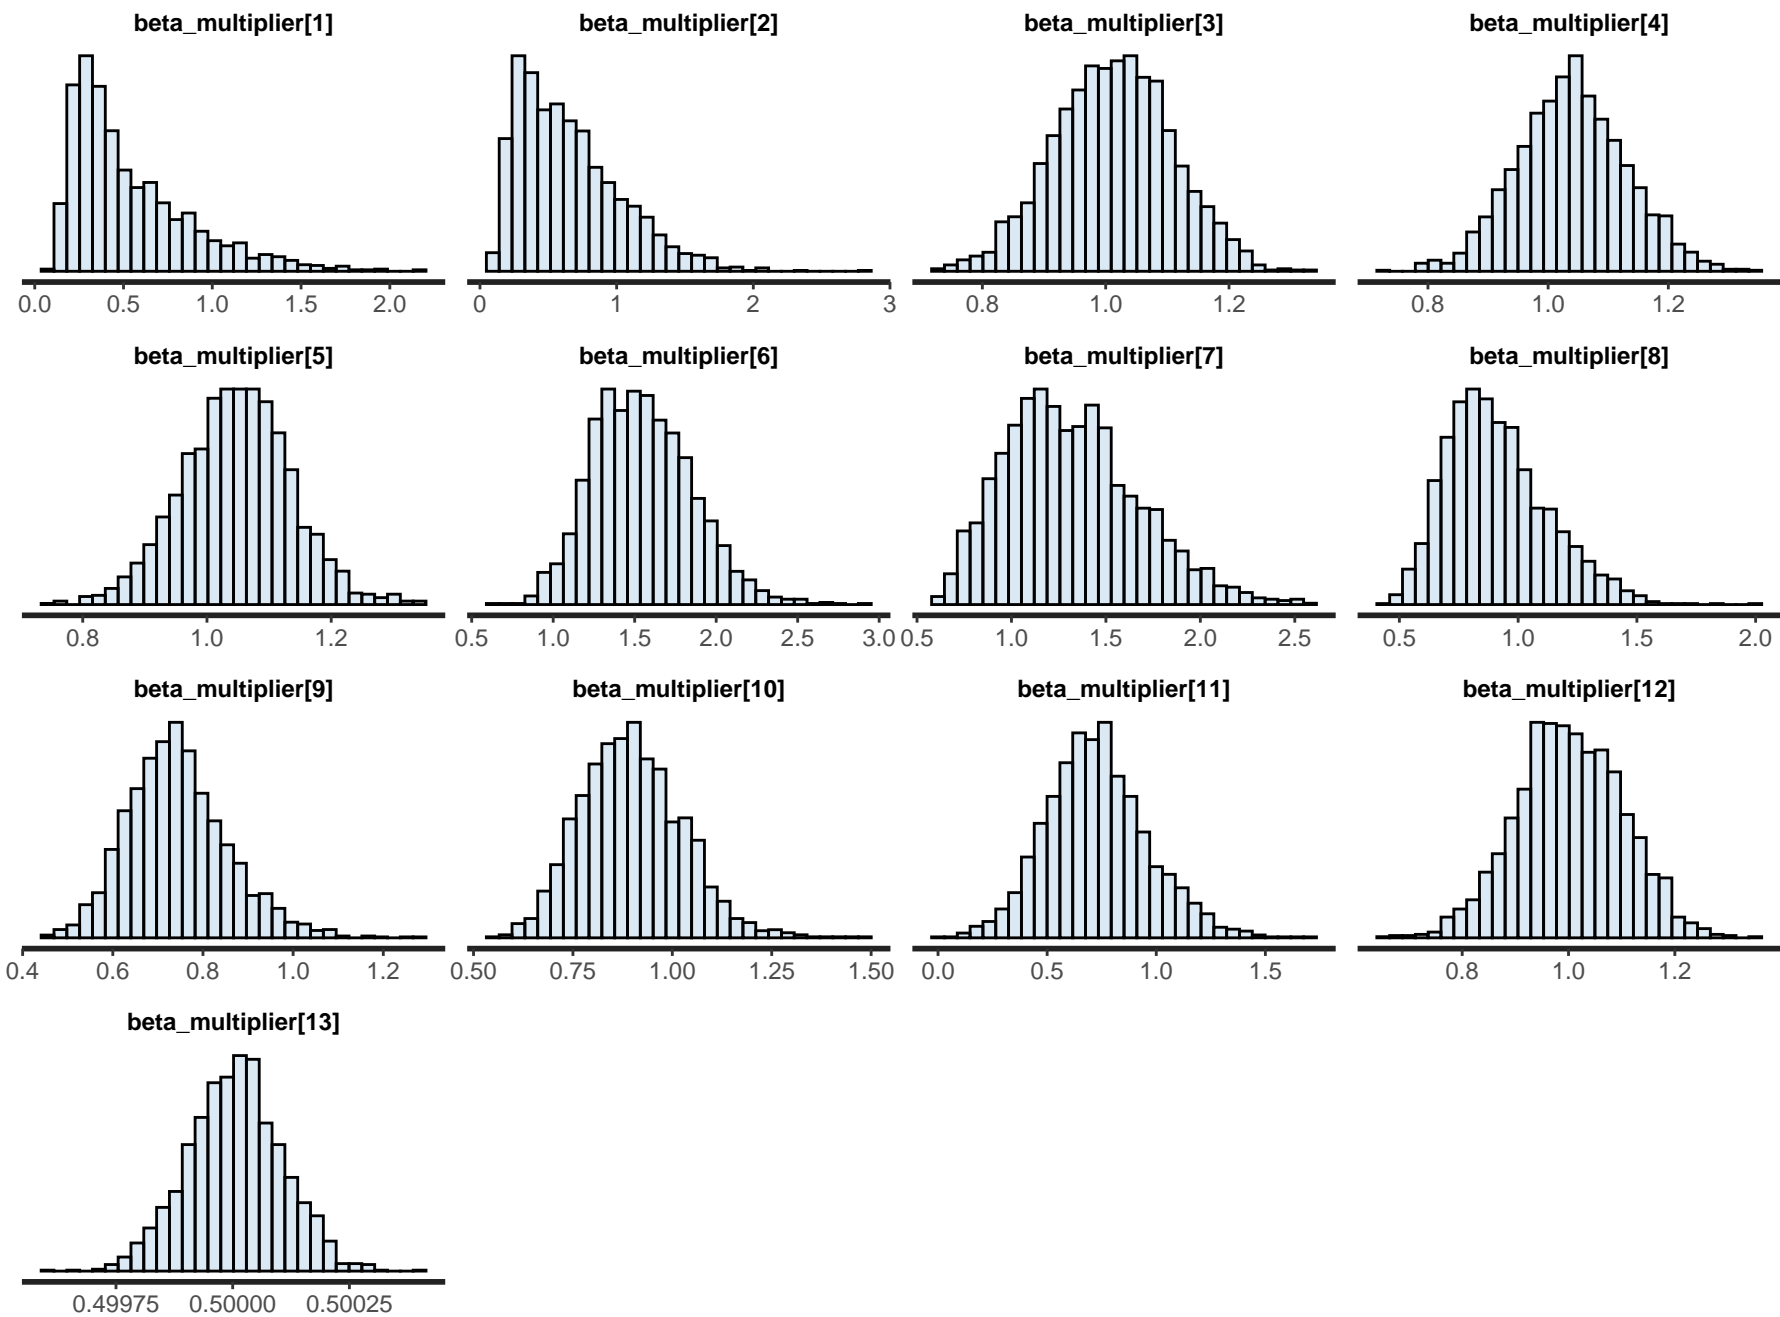 beta_multiplier[1] beta_multiplier[2] beta_multiplier[3] beta_multiplier[4]
0.0 0.5 1.0 1.5 2.0 0 1 2 3 0.8 1.0 1.2 0.8 1.0 1.2
beta_multiplier[5] beta_multiplier[6] beta_multiplier[7] beta_multiplier[8]
0.8 1.0 1.2 0.5 1.0 1.5 2.0 2.5 3.0 0.5 1.0 1.5 2.0 2.5 0.5 1.0 1.5 2.0
beta_multiplier[9] beta_multiplier[10] beta_multiplier[11] beta_multiplier[12]
0.4 0.6 0.8 1.0 1.2 0.50 0.75 1.00 1.25 1.50 0.0 0.5 1.0 1.5 0.8 1.0 1.2
beta_multiplier[13]
0.49975 0.50000 0.50025